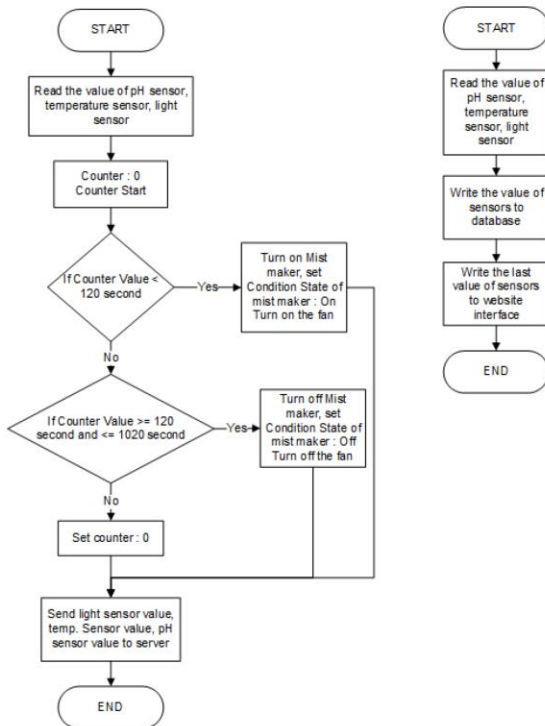 START
Read the value of pH sensor,
temperature sensor, light
sensor
Counter : 0
Counter Start
If Counter Value <
120 second
Yes
Turn on Mist
maker, set
Condition State of
mist maker : On
Turn on the fan
No
If Counter Value >= 120
second and <= 1020 second
Yes
Turn off Mist
maker, set
Condition State of
mist maker : Off
Turn off the fan
No
Set counter : 0
Send light sensor value,
temp. Sensor value, pH
sensor value to server
END
START
Read the value of
pH sensor,
temperature
sensor, light
sensor
Write the value of
sensors to
database
Write the last
value of sensors
to website
interface
END